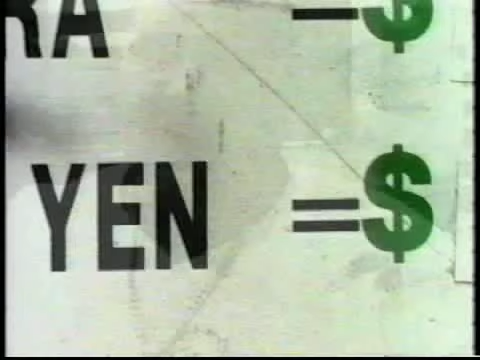 RA =$
YEN =$